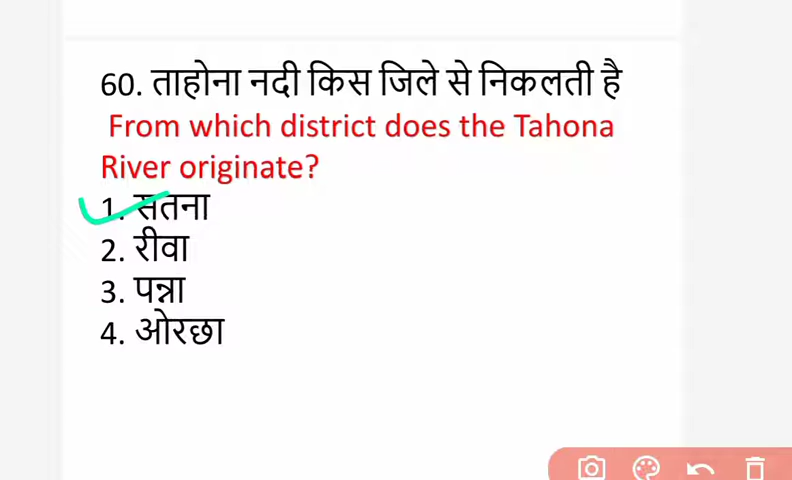 60. ताहोना नदी किस जिले से निकलती है
From which district does the Tahona
River originate?
1. सतना
2. रीवा
3. पन्ना
4. ओरछा